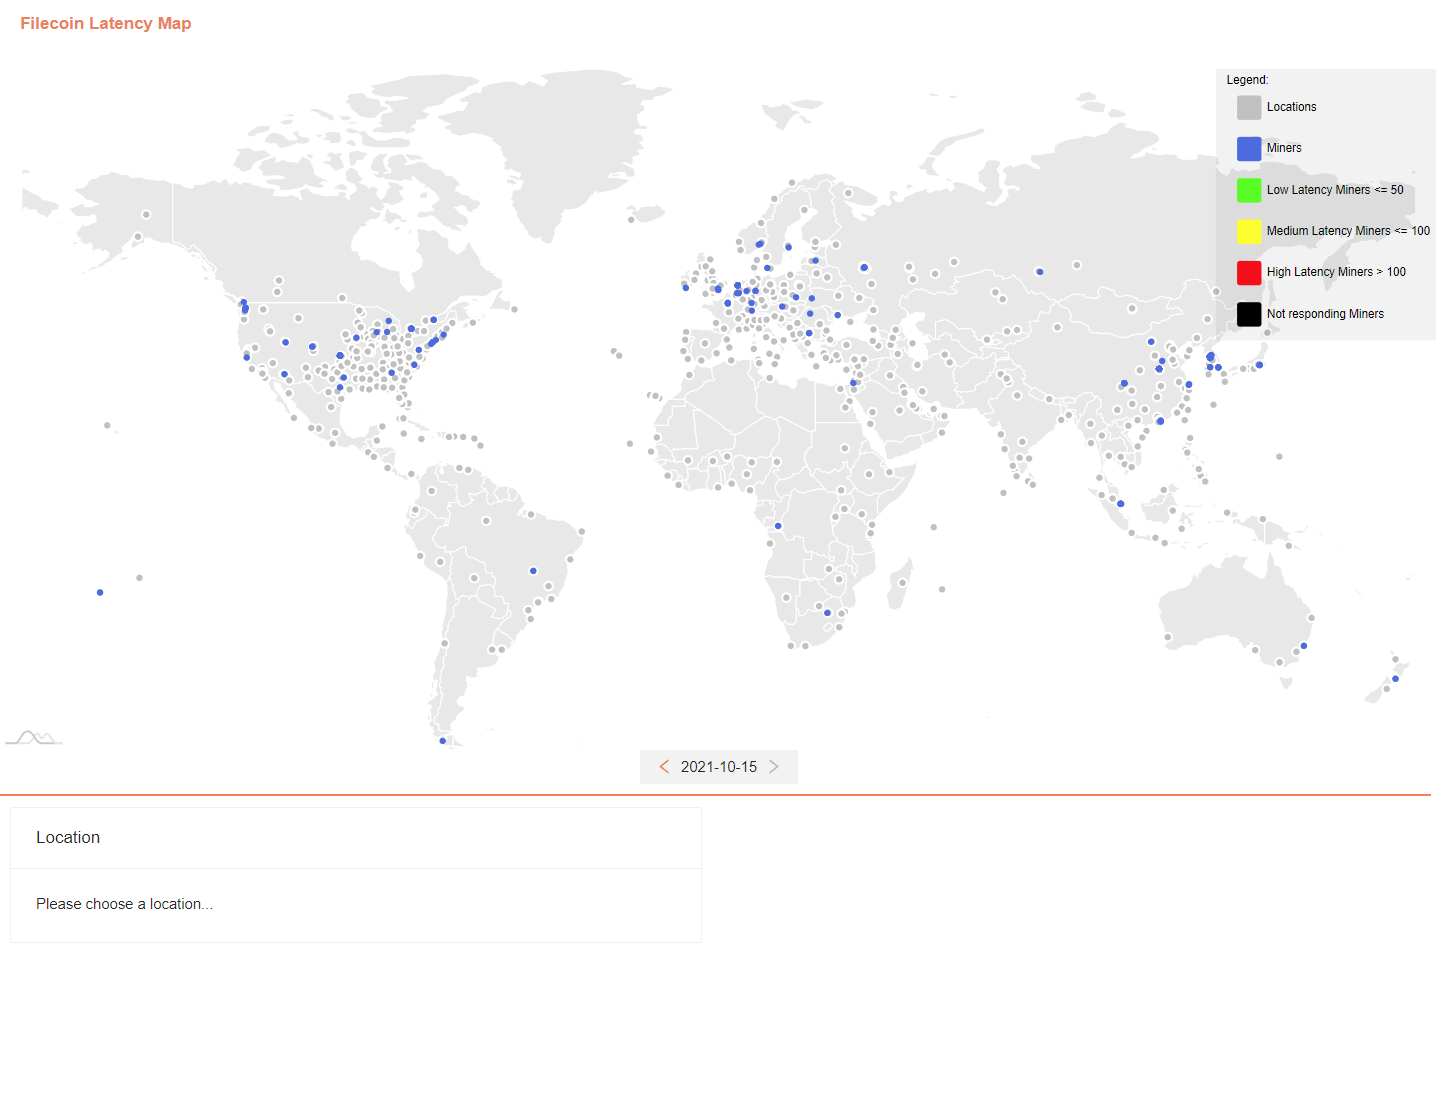 Filecoin Latency Map
Legend:
Locations
Miners
Low Latency Miners <= 50
Medium Latency Miners <= 100
High Latency Miners > 100
Not responding Miners
2021-10-15
Location
Please choose a location...